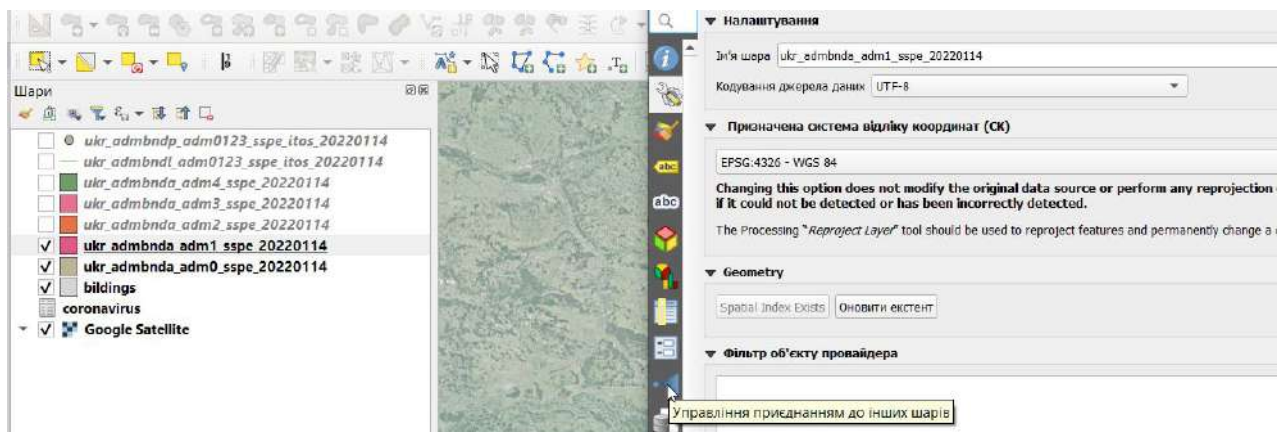 Шари
ukr_admbndp_adm0123_sspe_itos_20220114
ukr_admbndl_adm0123_sspe_itos_20220114
ukr_admbnda_adm4_sspe_20220114
ukr_admbnda_adm3_sspe_20220114
ukr_admbnda_adm2_sspe_20220114
ukr_admbnda_adm1_sspe_20220114
ukr_admbnda_adm0_sspe_20220114
bildings
coronavirus
Google Satellite
abc
abc
Налаштування
Ім'я шара ukr_admbnda_adm1_sspe_20220114
Кодування джерела даних UTF-8
Призначена система відліку координат (СК)
EPSG:4326 - WGS 84
Changing this option does not modify the original data source or perform any reprojection
if it could not be detected or has been incorrectly detected.
The Processing "Reproject Layer" tool should be used to reproject features and permanently change a
Geometry
Spatial Index Exists Оновити екстент
Фільтр об'єкту провайдера
Управління приєднанням до інших шарів